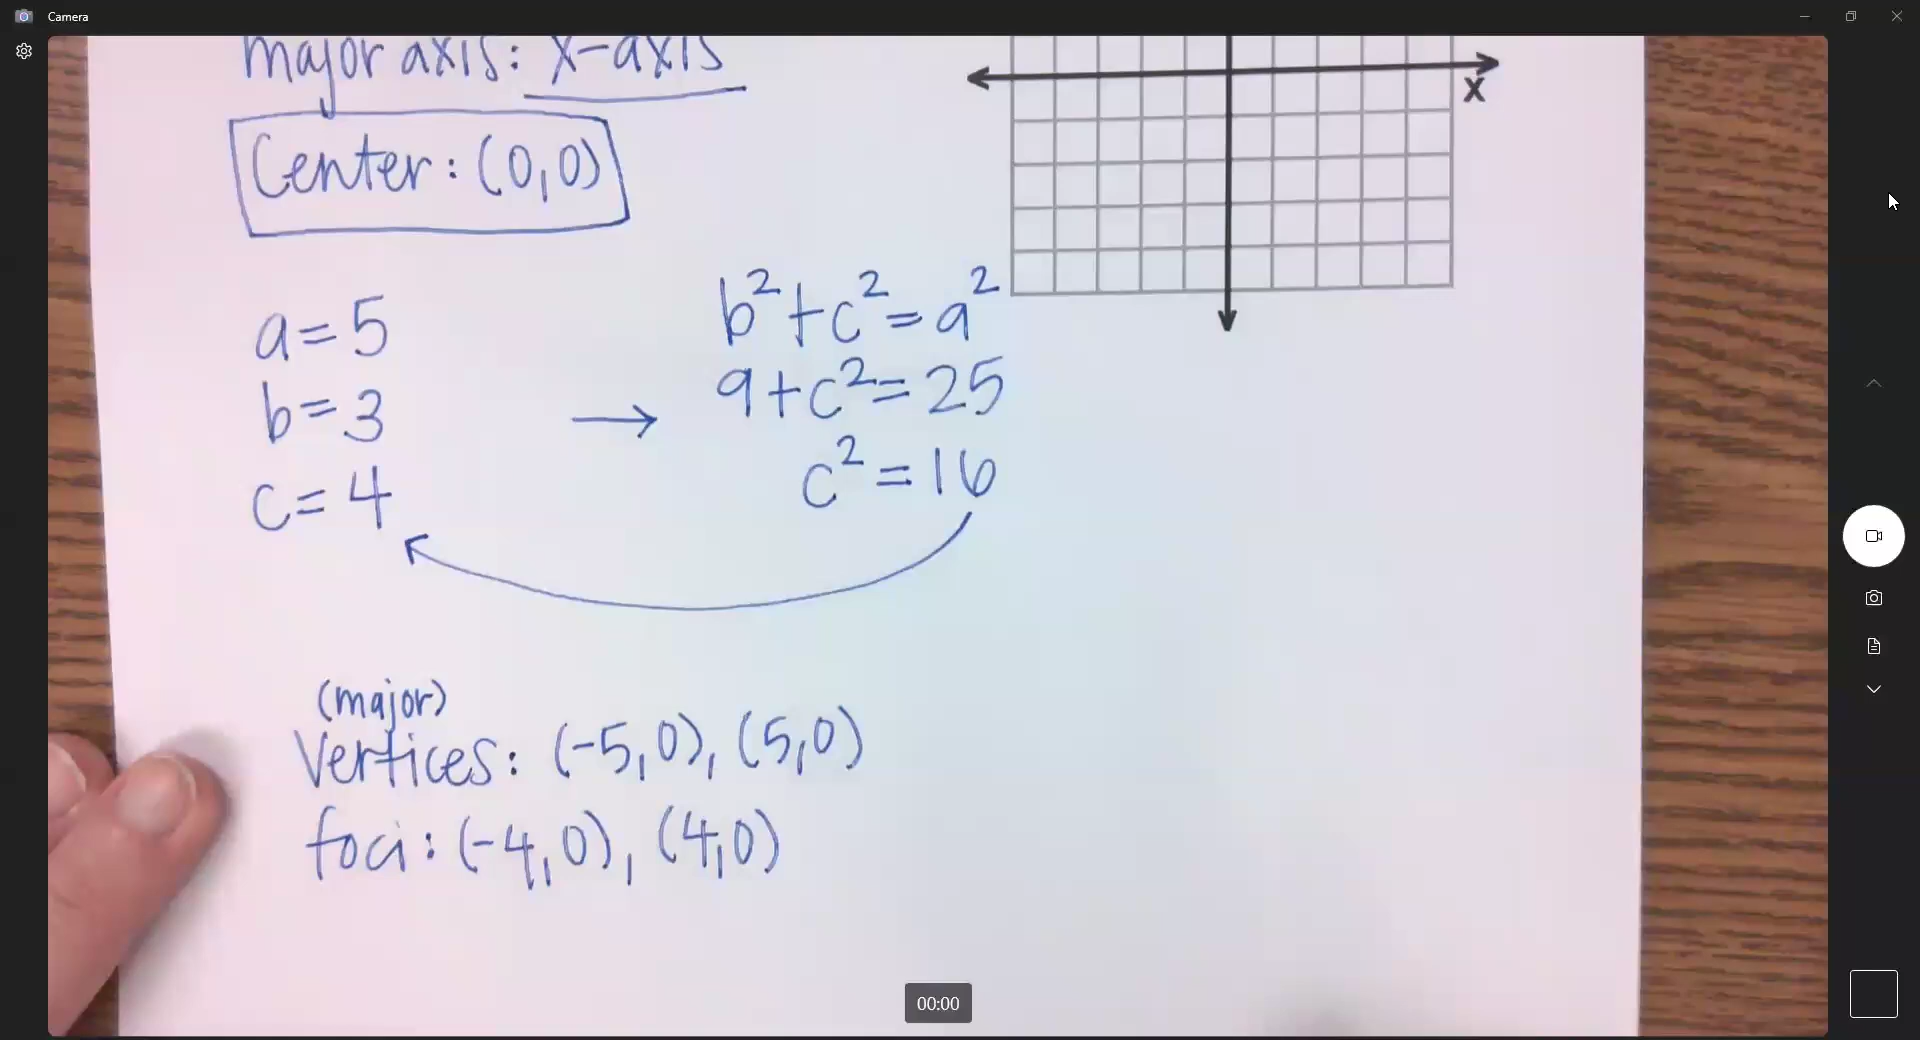 Camera
major axis: x-axis
X
Center: (0,0)
a=5
b=3
c=4
→
b²+c²=a²
9+c²=25
c²=16
(major)
Vertices: (-5,0), (5,0)
foci: (-4,0), (4,0)
00:00